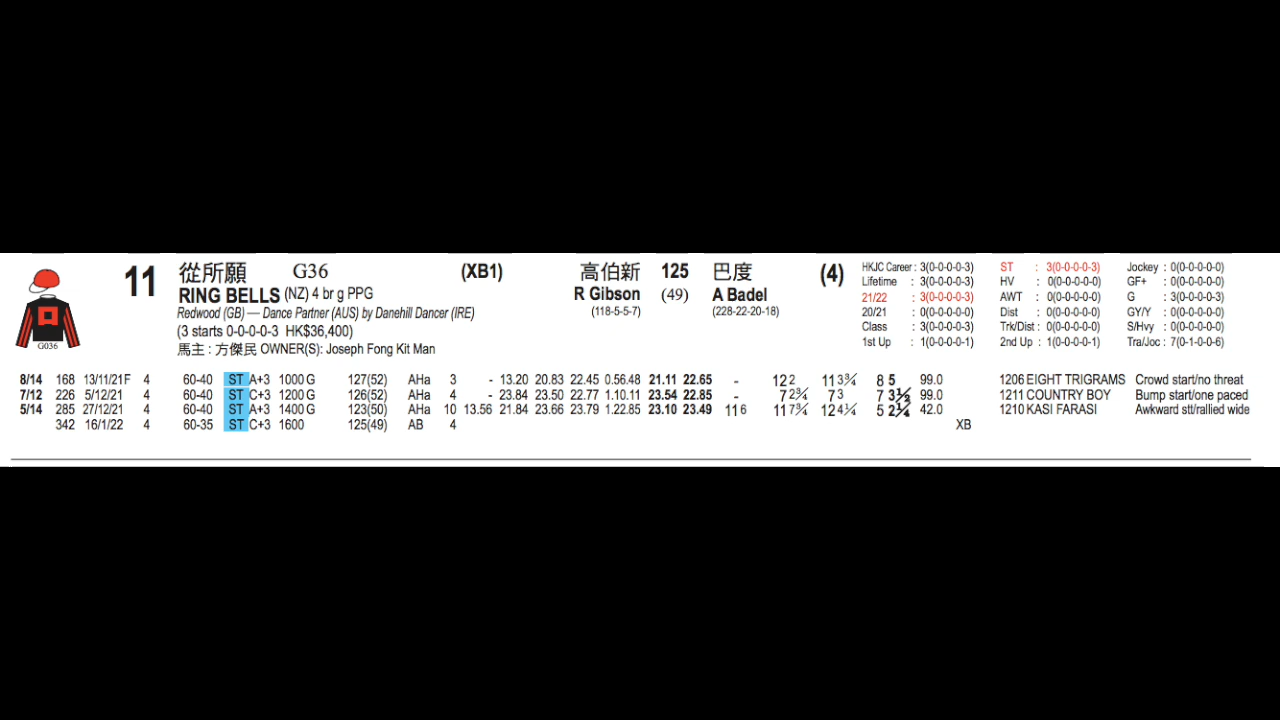 11 從所願 G36 (XB1) 高伯新 125 巴度 (4)
RING BELLS (NZ) 4 br g PPG R Gibson (49) A Badel
Redwood (GB) — Dance Partner (AUS) by Danehill Dancer (IRE) (118-5-5-7) (228-22-20-18)
(3 starts 0-0-0-0-3 HK$36,400)
馬主 : 方傑民 OWNER(S): Joseph Fong Kit Man
G036
HKJC Career : 3(0-0-0-0-3) ST : 3(0-0-0-0-3) Jockey : 0(0-0-0-0-0)
Lifetime : 3(0-0-0-0-3) HV : 0(0-0-0-0-0) GF+ : 0(0-0-0-0-0)
21/22 : 3(0-0-0-0-3) AWT : 0(0-0-0-0-0) G : 3(0-0-0-0-3)
20/21 : 0(0-0-0-0-0) Dist : 0(0-0-0-0-0) GY/Y : 0(0-0-0-0-0)
Class : 3(0-0-0-0-3) Trk/Dist : 0(0-0-0-0-0) S/Hvy : 0(0-0-0-0-0)
1st Up : 1(0-0-0-0-1) 2nd Up : 1(0-0-0-0-1) Tra/Joc : 7(0-1-0-0-6)
8/14 168 13/11/21F 4 60-40 ST A+3 1000 G 127(52) AHa 3 - 13.20 20.83 22.45 0.56.48 21.11 22.65 - 12 2 11 3¾ 8 5 99.0 1206 EIGHT TRIGRAMS Crowd start/no threat
7/12 226 5/12/21 4 60-40 ST C+3 1200 G 126(52) AHa 4 - 23.84 23.50 22.77 1.10.11 23.54 22.85 - 7 2¾ 7 3 7 3½ 99.0 1211 COUNTRY BOY Bump start/one paced
5/14 285 27/12/21 4 60-40 ST A+3 1400 G 123(50) AHa 10 13.56 21.84 23.66 23.79 1.22.85 23.10 23.49 11 6 11 7¾ 12 4¼ 5 2¼ 42.0 1210 KASI FARASI Awkward stt/rallied wide
342 16/1/22 4 60-35 ST C+3 1600 125(49) AB 4 XB